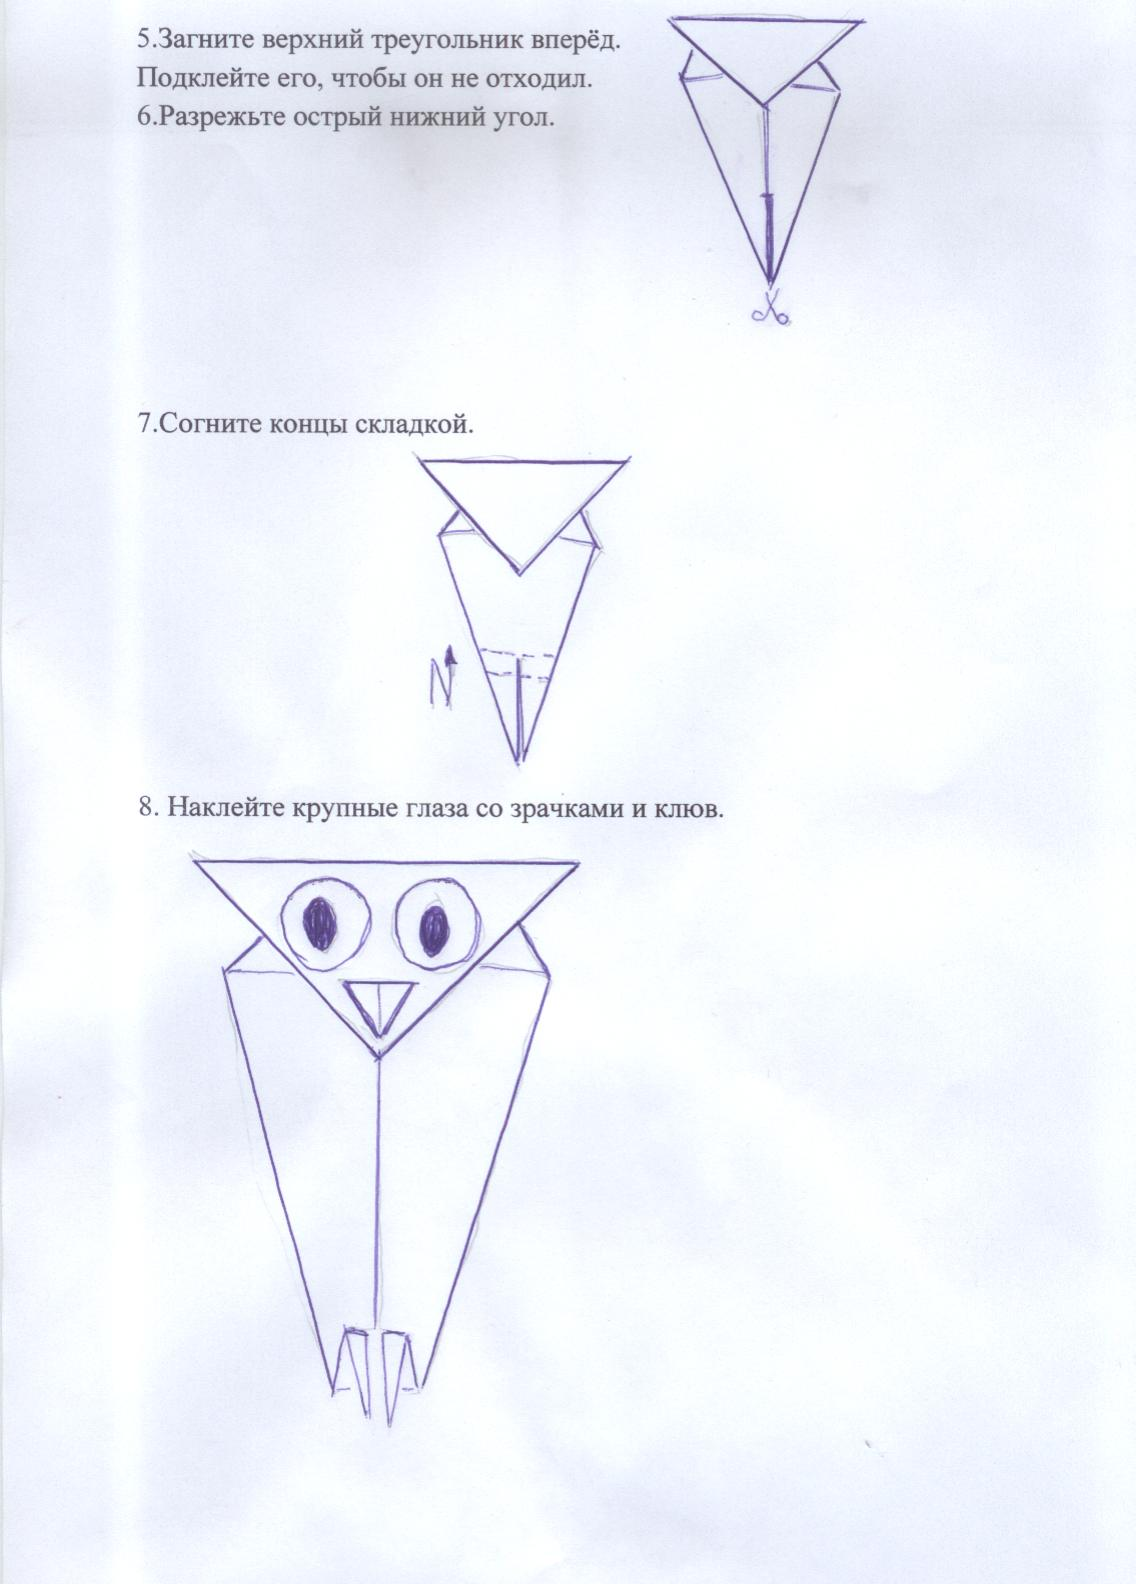 5.Загните верхний треугольник вперёд.
Подклейте его, чтобы он не отходил.
6.Разрежьте острый нижний угол.
7.Согните концы складкой.
8. Наклейте крупные глаза со зрачками и клюв.